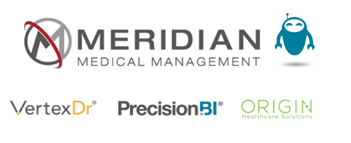 MERIDIAN
MEDICAL MANAGEMENT
VertexDr®
PrecisionBI®
ORIGIN
Healthcare Solutions